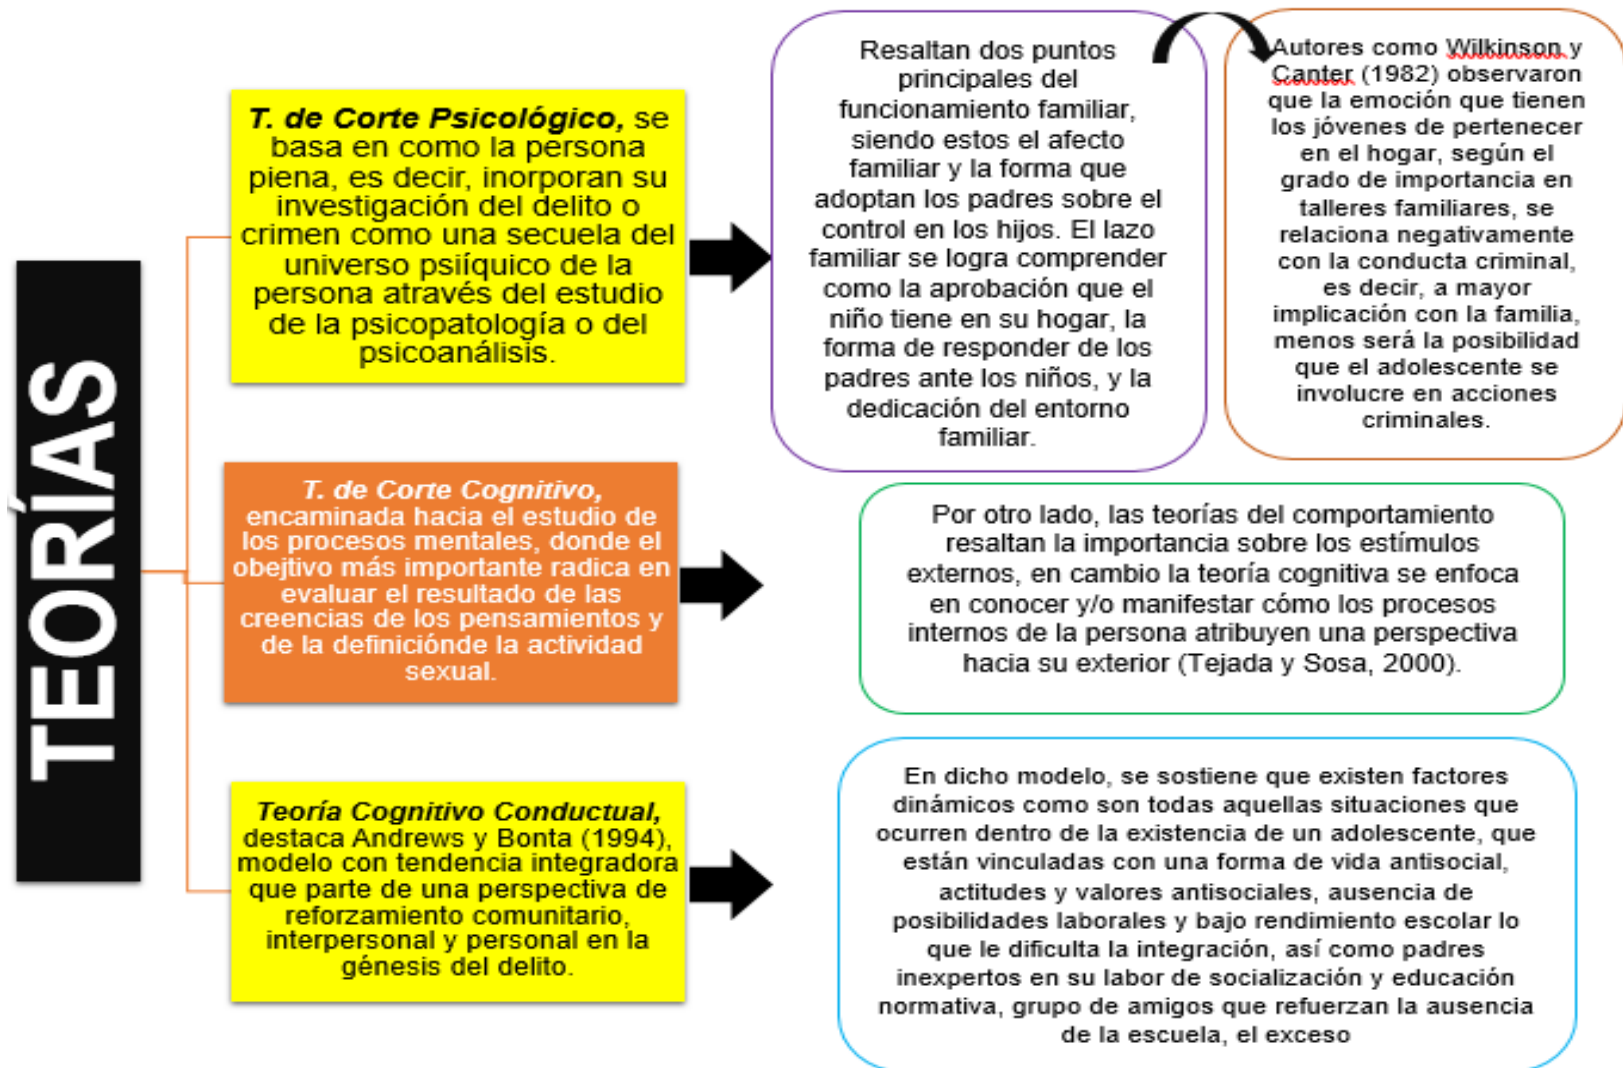 TEORÍAS
T. de Corte Psicológico, se
basa en como la persona
piena, es decir, inorporan su
investigación del delito o
crimen como una secuela del
universo psiíquico de la
persona através del estudio
de la psicopatología o del
psicoanálisis.
Resaltan dos puntos
principales del
funcionamiento familiar,
siendo estos el afecto
familiar y la forma que
adoptan los padres sobre el
control en los hijos. El lazo
familiar se logra comprender
como la aprobación que el
niño tiene en su hogar, la
forma de responder de los
padres ante los niños, y la
dedicación del entorno
familiar.
Autores como Wilkinson y
Canter (1982) observaron
que la emoción que tienen
los jóvenes de pertenecer
en el hogar, según el
grado de importancia en
talleres familiares, se
relaciona negativamente
con la conducta criminal,
es decir, a mayor
implicación con la familia,
menos será la posibilidad
que el adolescente se
involucre en acciones
criminales.
T. de Corte Cognitivo,
encaminada hacia el estudio de
los procesos mentales, donde el
obejtivo más importante radica en
evaluar el resultado de las
creencias de los pensamientos y
de la definiciónde la actividad
sexual.
Por otro lado, las teorías del comportamiento
resaltan la importancia sobre los estímulos
externos, en cambio la teoría cognitiva se enfoca
en conocer y/o manifestar cómo los procesos
internos de la persona atribuyen una perspectiva
hacia su exterior (Tejada y Sosa, 2000).
Teoría Cognitivo Conductual,
destaca Andrews y Bonta (1994),
modelo con tendencia integradora
que parte de una perspectiva de
reforzamiento comunitario,
interpersonal y personal en la
génesis del delito.
En dicho modelo, se sostiene que existen factores
dinámicos como son todas aquellas situaciones que
ocurren dentro de la existencia de un adolescente, que
están vinculadas con una forma de vida antisocial,
actitudes y valores antisociales, ausencia de
posibilidades laborales y bajo rendimiento escolar lo
que le dificulta la integración, así como padres
inexpertos en su labor de socialización y educación
normativa, grupo de amigos que refuerzan la ausencia
de la escuela, el exceso